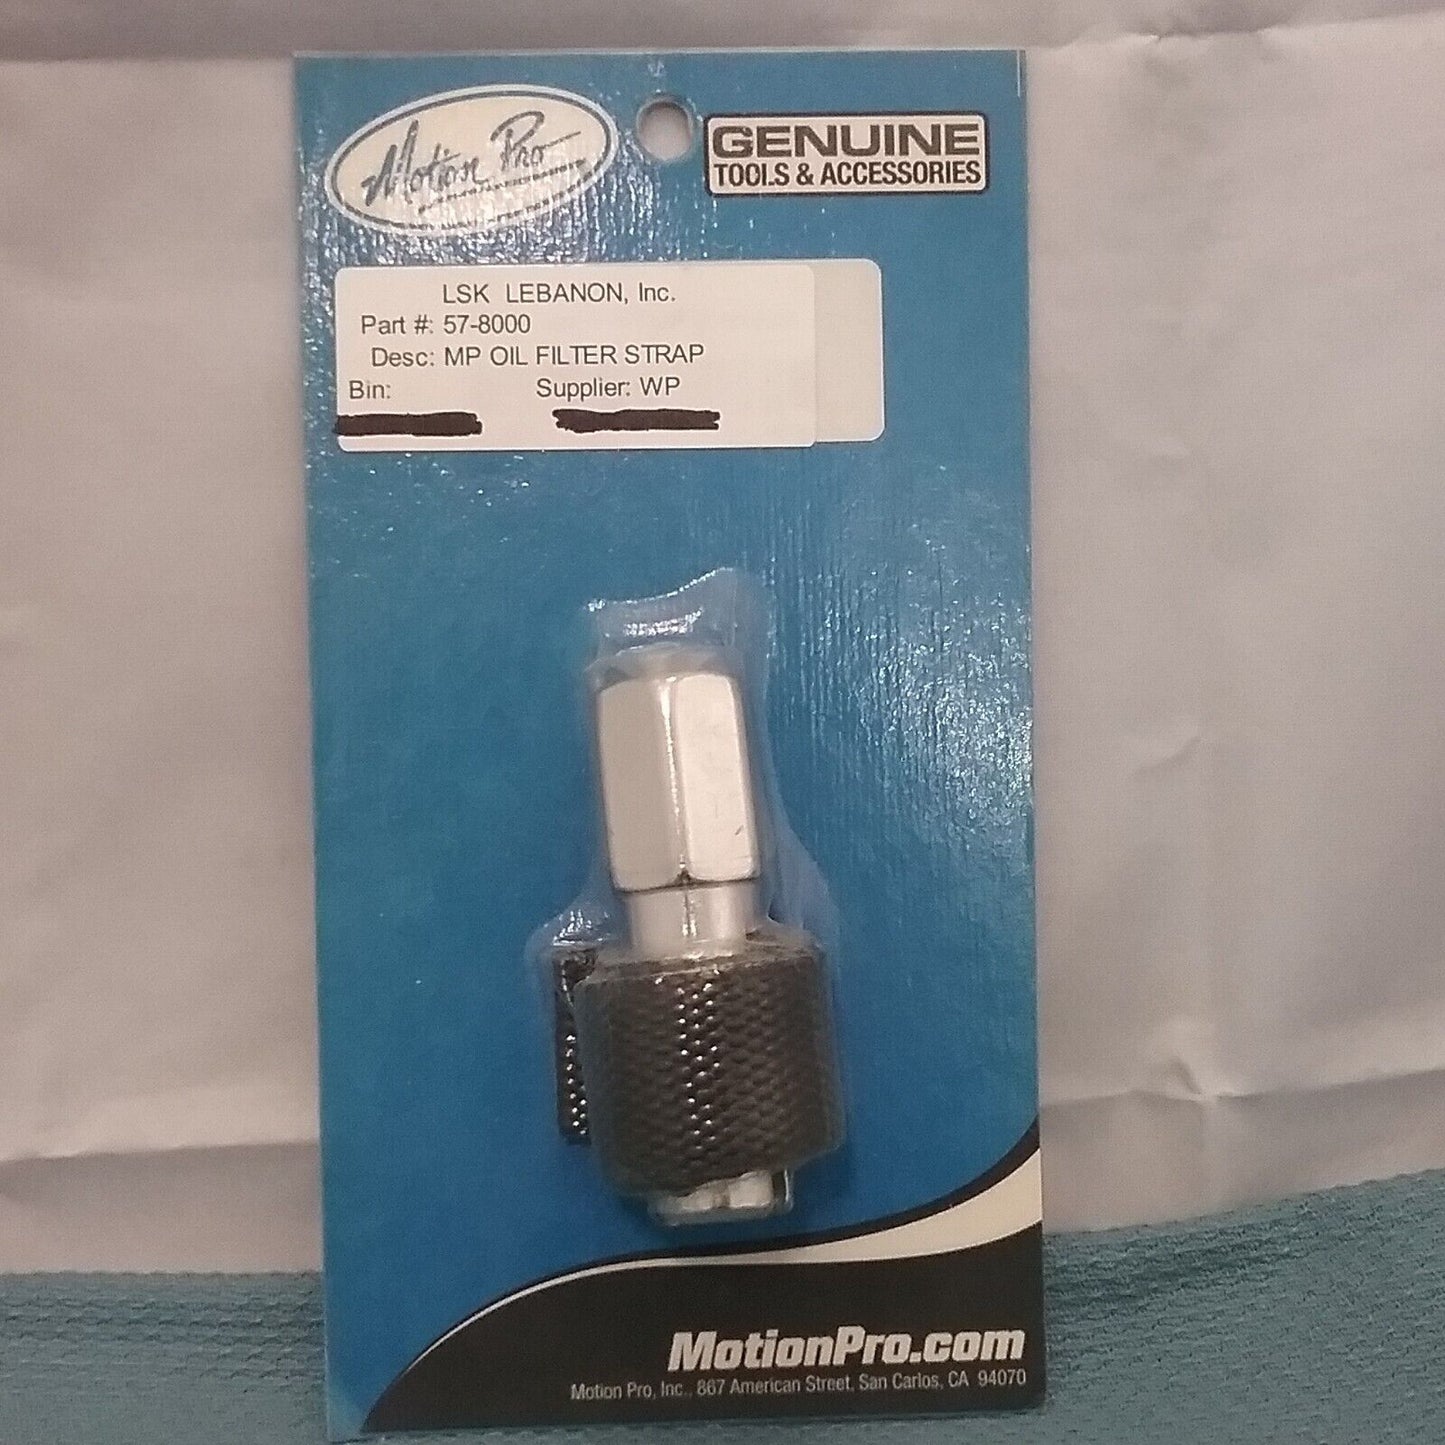 Motion Pro
GENUINE
TOOLS & ACCESSORIES
LSK LEBANON, Inc.
Part #: 57-8000
Desc: MP OIL FILTER STRAP
Bin: Supplier: WP
MotionPro.com
Motion Pro, Inc., 867 American Street, San Carlos, CA 94070